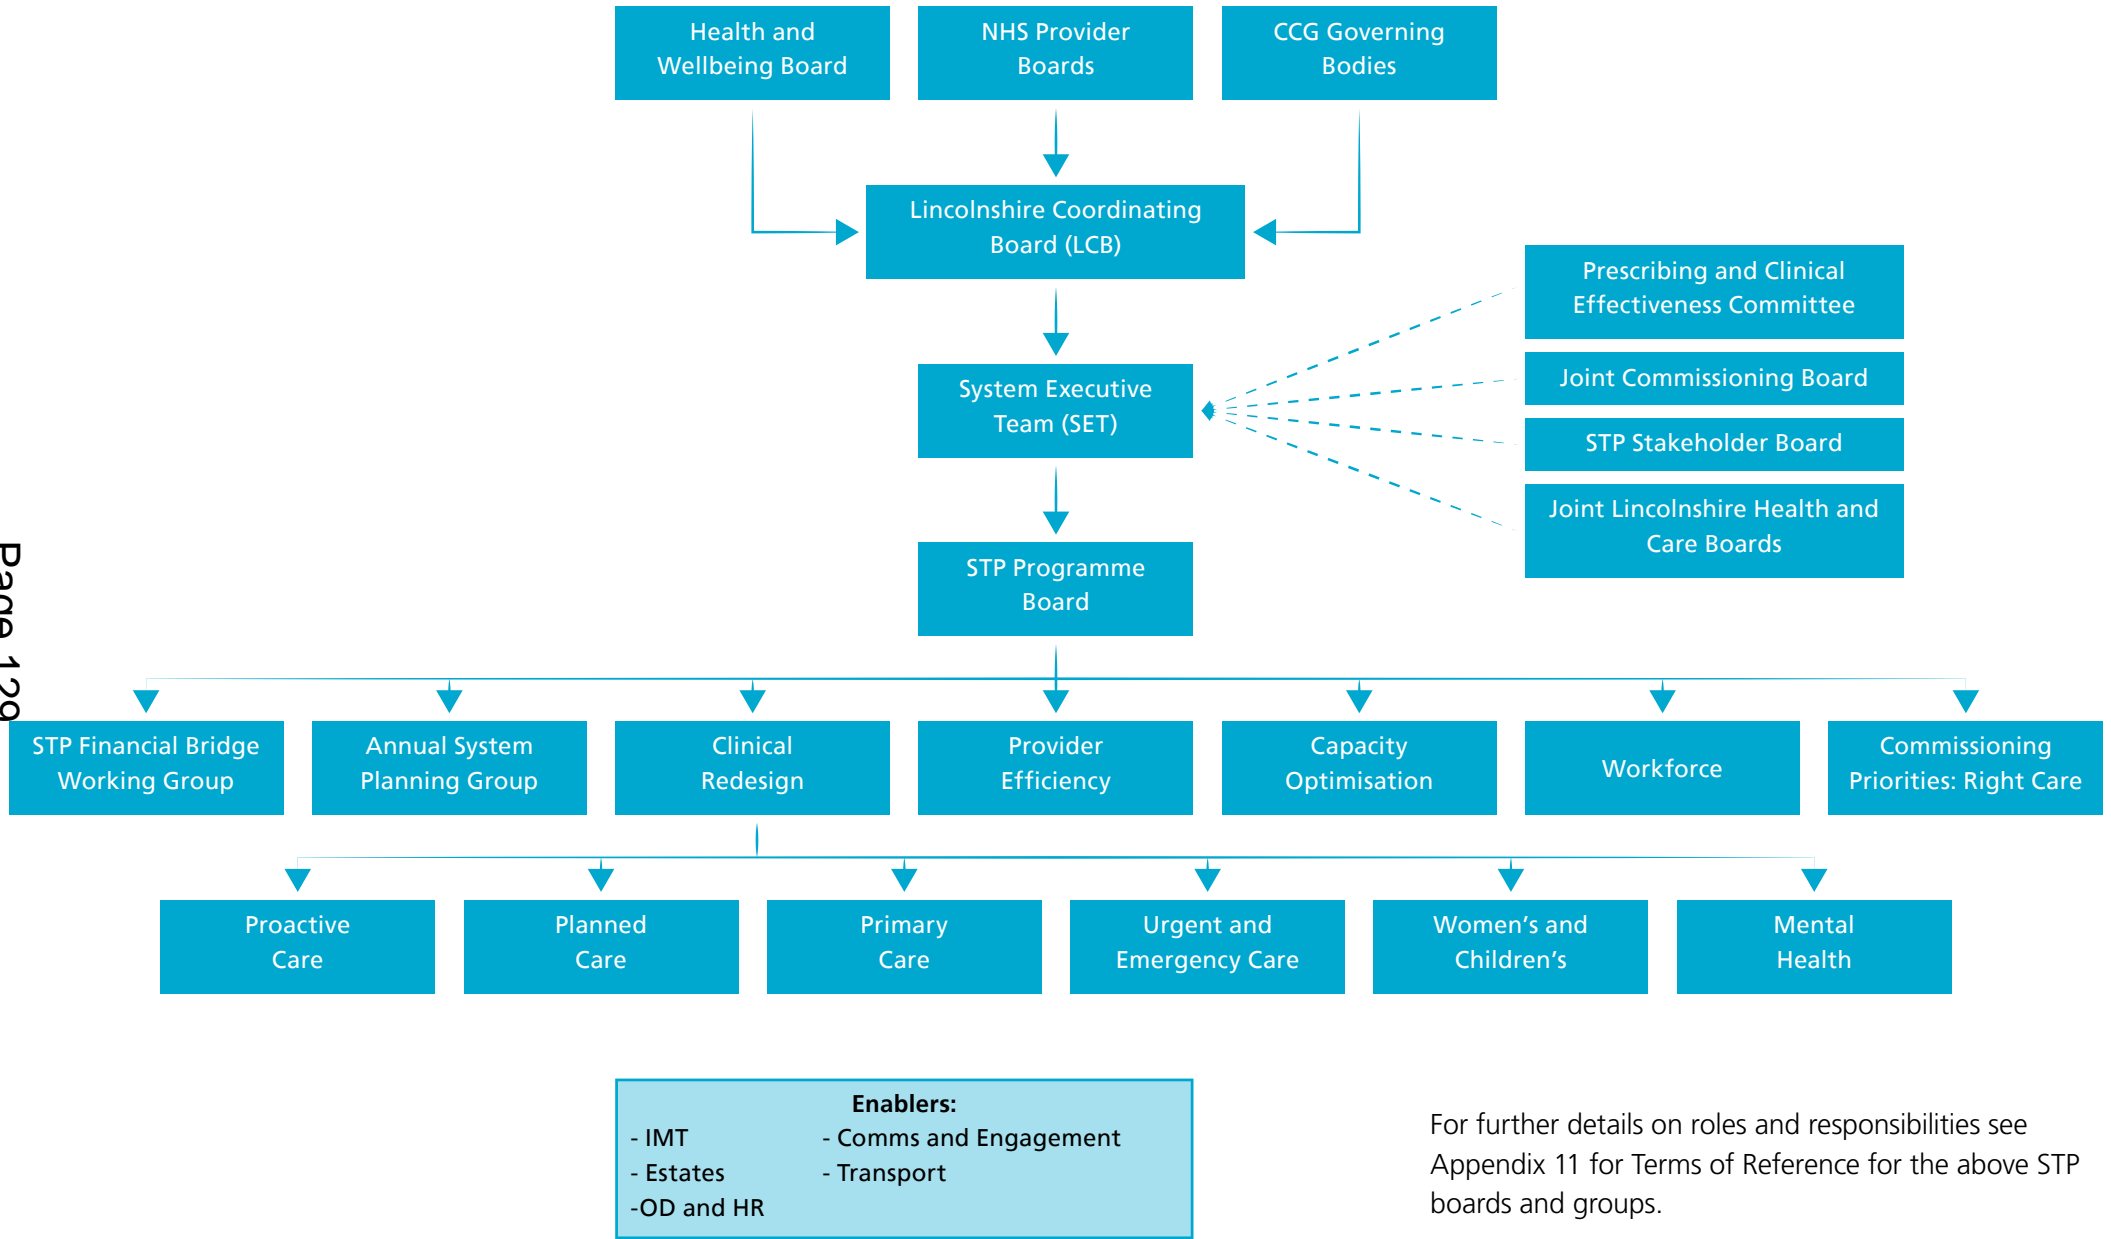 Health and
Wellbeing Board
NHS Provider
Boards
CCG Governing
Bodies
Lincolnshire Coordinating
Board (LCB)
Prescribing and Clinical
Effectiveness Committee
System Executive
Team (SET)
Joint Commissioning Board
STP Stakeholder Board
Joint Lincolnshire Health and
Care Boards
STP Programme
Board
Page 129
STP Financial Bridge
Working Group
Annual System
Planning Group
Clinical
Redesign
Provider
Efficiency
Capacity
Optimisation
Workforce
Commissioning
Priorities: Right Care
Proactive
Care
Planned
Care
Primary
Care
Urgent and
Emergency Care
Women’s and
Children’s
Mental
Health
Enablers:
- IMT
- Comms and Engagement
- Estates
- Transport
-OD and HR
For further details on roles and responsibilities see
Appendix 11 for Terms of Reference for the above STP
boards and groups.